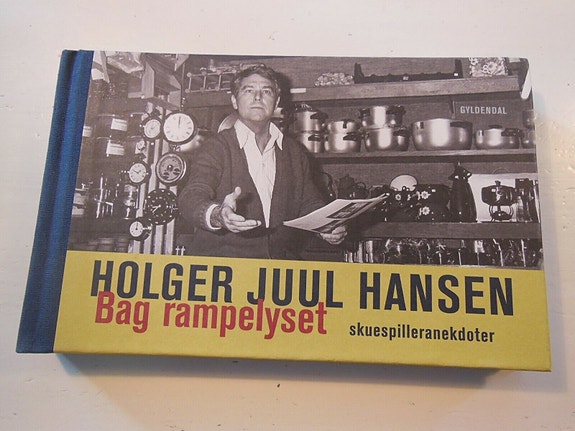 GYLDENDAL
HOLGER JUUL HANSEN
Bag rampelyset
skuespilleranekdoter